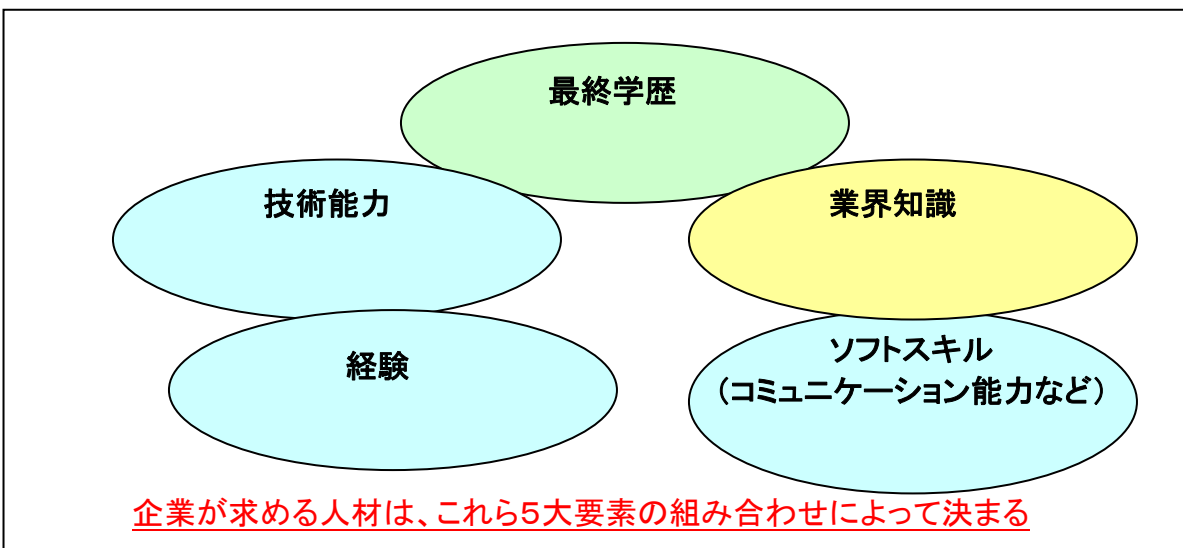 最終学歴
技術能力
業界知識
経験
ソフトスキル
(コミュニケーション能力など)
企業が求める人材は、これら5大要素の組み合わせによって決まる